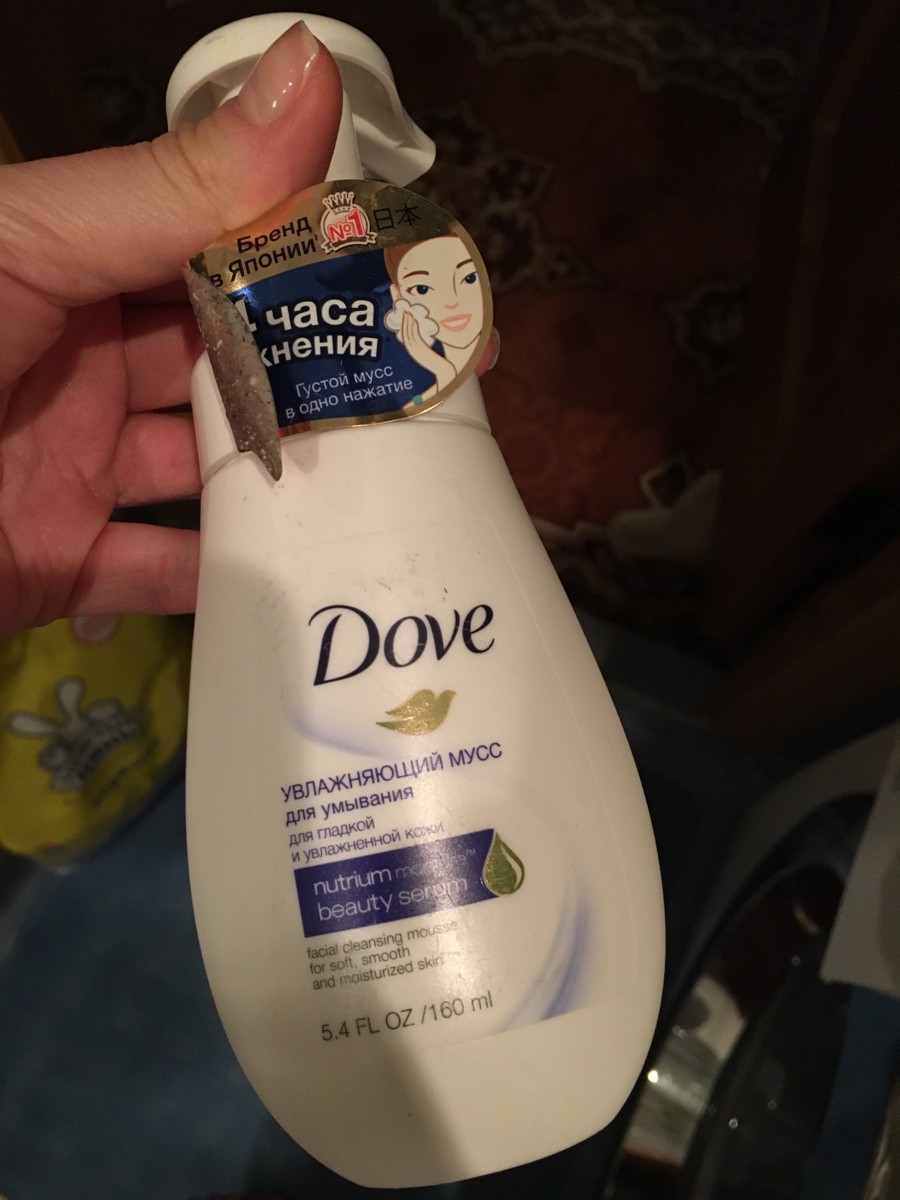 Бренд №1 日本
в Японии
часа
Густой мусс
в одно нажатие
Dove
УВЛАЖНЯЮЩИЙ МУСС
для умывания
для гладкой
и увлажненной кожи
nutrium
beauty serum
facial cleansing mousse
for soft, smooth
and moisturized skin
5.4 FL OZ /160 ml